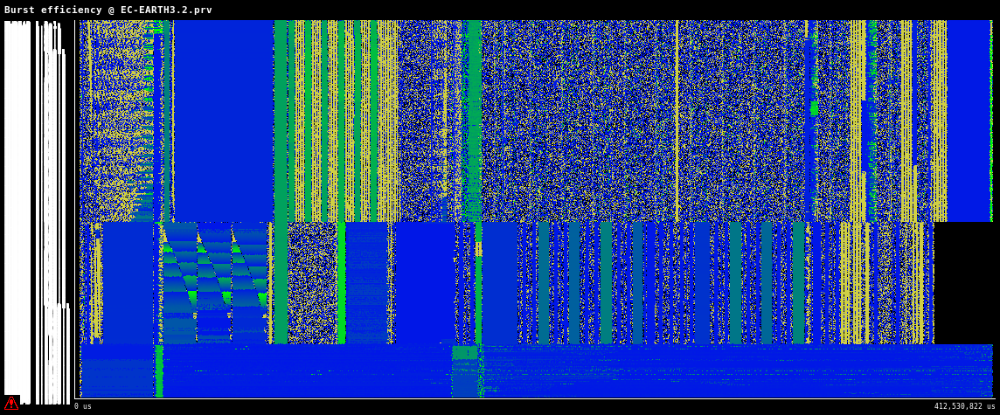 Burst efficiency @ EC-EARTH3.2.prv
0 us
412,530,822 us